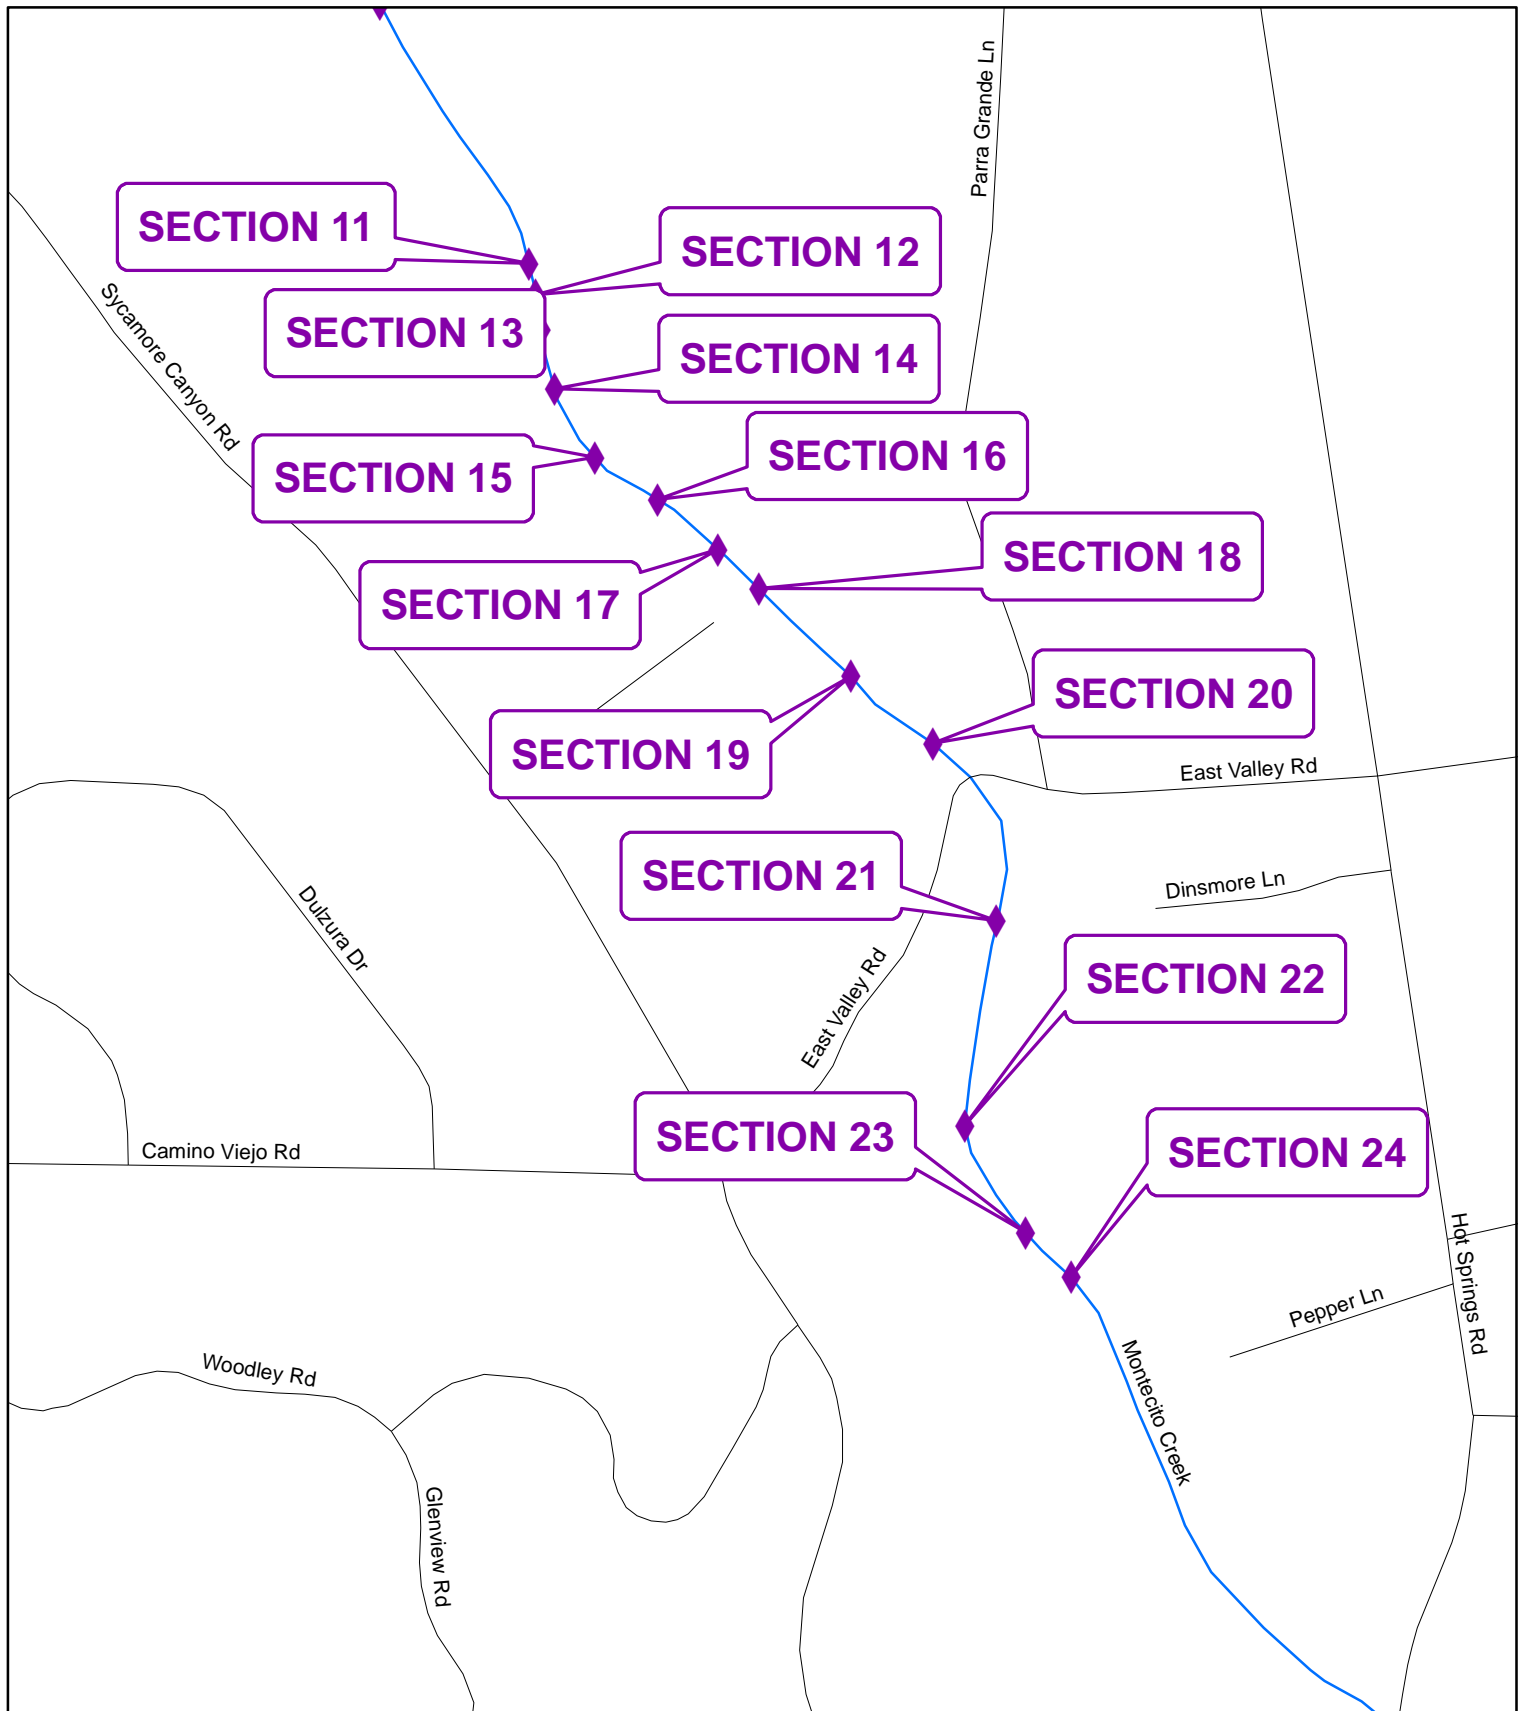 Parra Grande Ln
SECTION 11
SECTION 12
SECTION 13
SECTION 14
Sycamore Canyon Rd
SECTION 15
SECTION 16
SECTION 17
SECTION 18
SECTION 19
SECTION 20
East Valley Rd
SECTION 21
Dinsmore Ln
Dulzura Dr
East Valley Rd
SECTION 22
SECTION 23
SECTION 24
Camino Viejo Rd
Hot Springs Rd
Pepper Ln
Woodley Rd
Montecito Creek
Glenview Rd